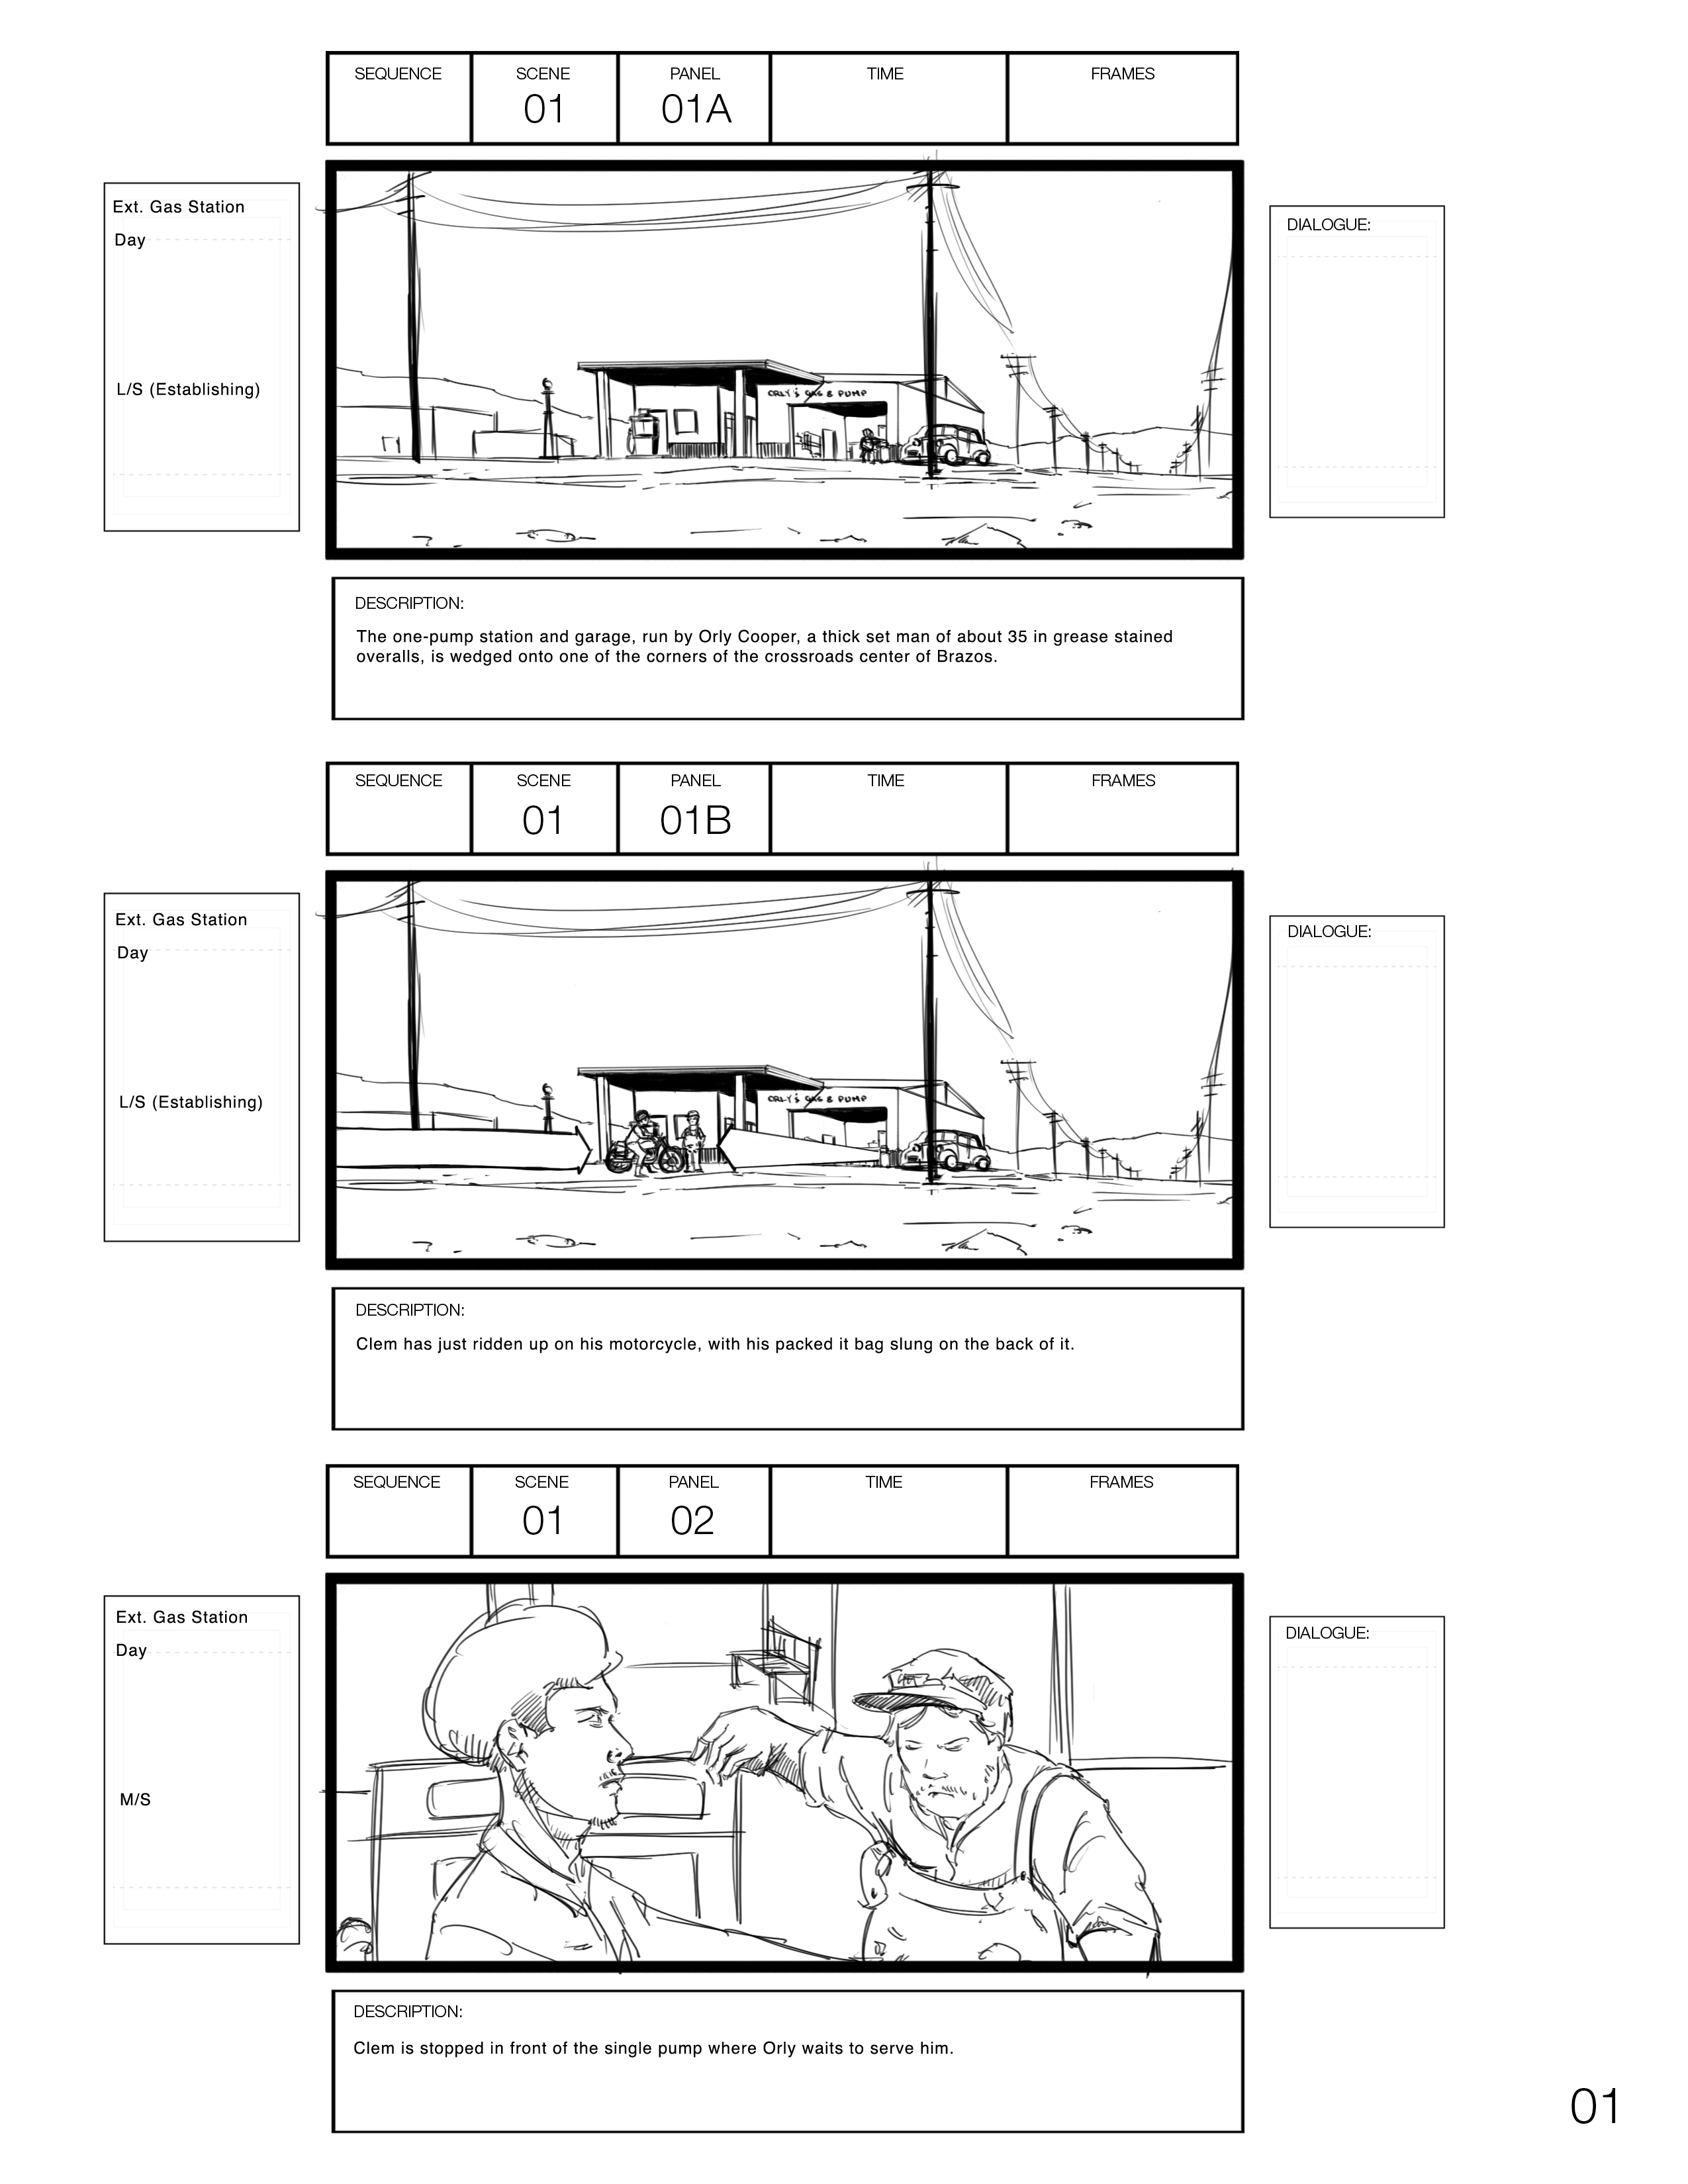 SEQUENCE SCENE PANEL TIME FRAMES
01 01A
Ext. Gas Station
Day
L/S (Establishing)
ORLY'S GAS & PUMP
DIALOGUE:
DESCRIPTION:
The one-pump station and garage, run by Orly Cooper, a thick set man of about 35 in grease stained
overalls, is wedged onto one of the corners of the crossroads center of Brazos.
SEQUENCE SCENE PANEL TIME FRAMES
01 01B
Ext. Gas Station
Day
L/S (Establishing)
ORLY'S GAS & PUMP
DIALOGUE:
DESCRIPTION:
Clem has just ridden up on his motorcycle, with his packed it bag slung on the back of it.
SEQUENCE SCENE PANEL TIME FRAMES
01 02
Ext. Gas Station
Day
M/S
DIALOGUE:
DESCRIPTION:
Clem is stopped in front of the single pump where Orly waits to serve him.
01